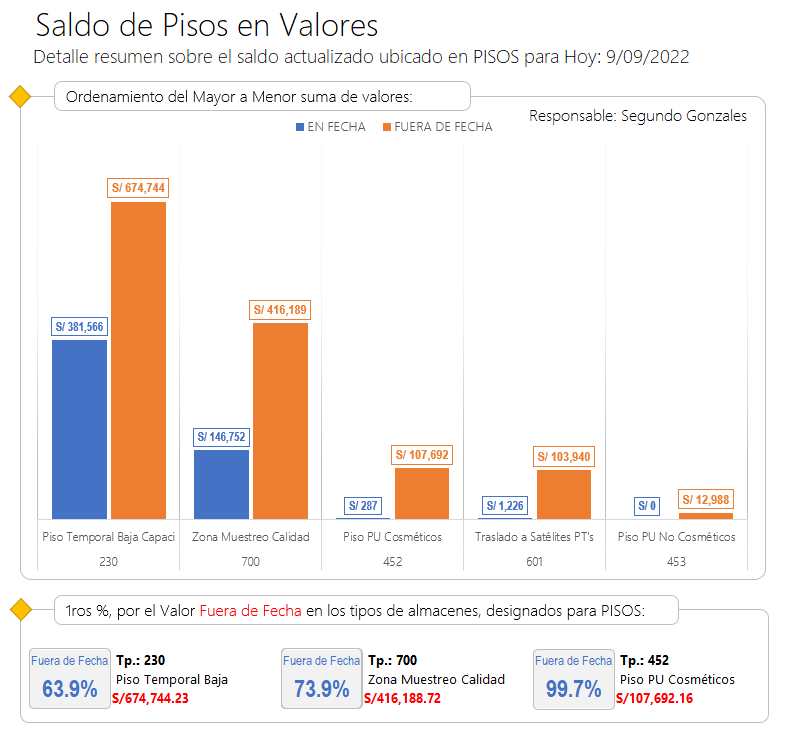 Saldo de Pisos en Valores
Detalle resumen sobre el saldo actualizado ubicado en PISOS para Hoy: 9/09/2022
Ordenamiento del Mayor a Menor suma de valores:
Responsable: Segundo Gonzales
EN FECHA FUERA DE FECHA
S/ 674,744
S/ 416,189
S/ 381,566
S/ 146,752
S/ 107,692
S/ 103,940
S/ 287
S/ 1,226
S/ 0
S/ 12,988
Piso Temporal Baja Capaci Zona Muestreo Calidad Piso PU Cosméticos Traslado a Satélites PT's Piso PU No Cosméticos
230 700 452 601 453
1ros %, por el Valor Fuera de Fecha en los tipos de almacenes, designados para PISOS:
Fuera de Fecha
63.9%
Tp.: 230
Piso Temporal Baja
S/674,744.23
Fuera de Fecha
73.9%
Tp.: 700
Zona Muestreo Calidad
S/416,188.72
Fuera de Fecha
99.7%
Tp.: 452
Piso PU Cosméticos
S/107,692.16